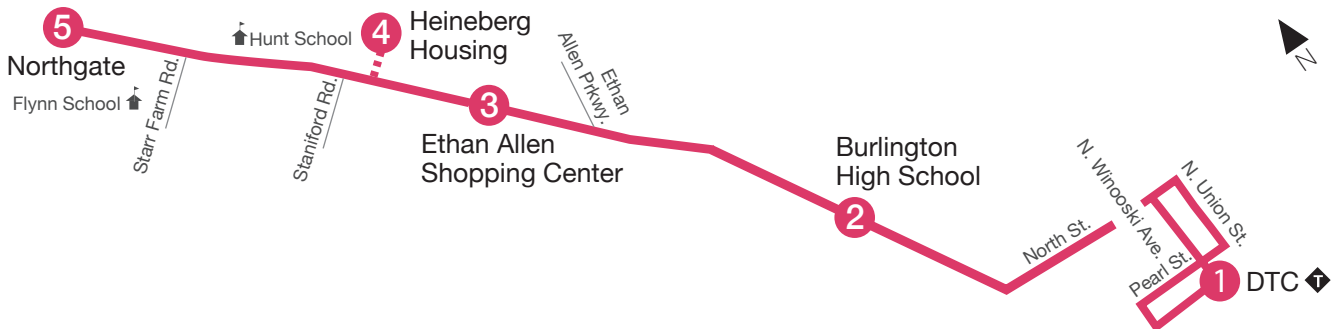 5
Northgate
Flynn School
Starr Farm Rd.
Hunt School
Staniford Rd.
4
Heineberg
Housing
3
Ethan Allen
Shopping Center
Ethan
Allen Prkwy.
2
Burlington
High School
North St.
N. Winooski Ave.
N. Union St.
Pearl St.
1
DTC
T
N